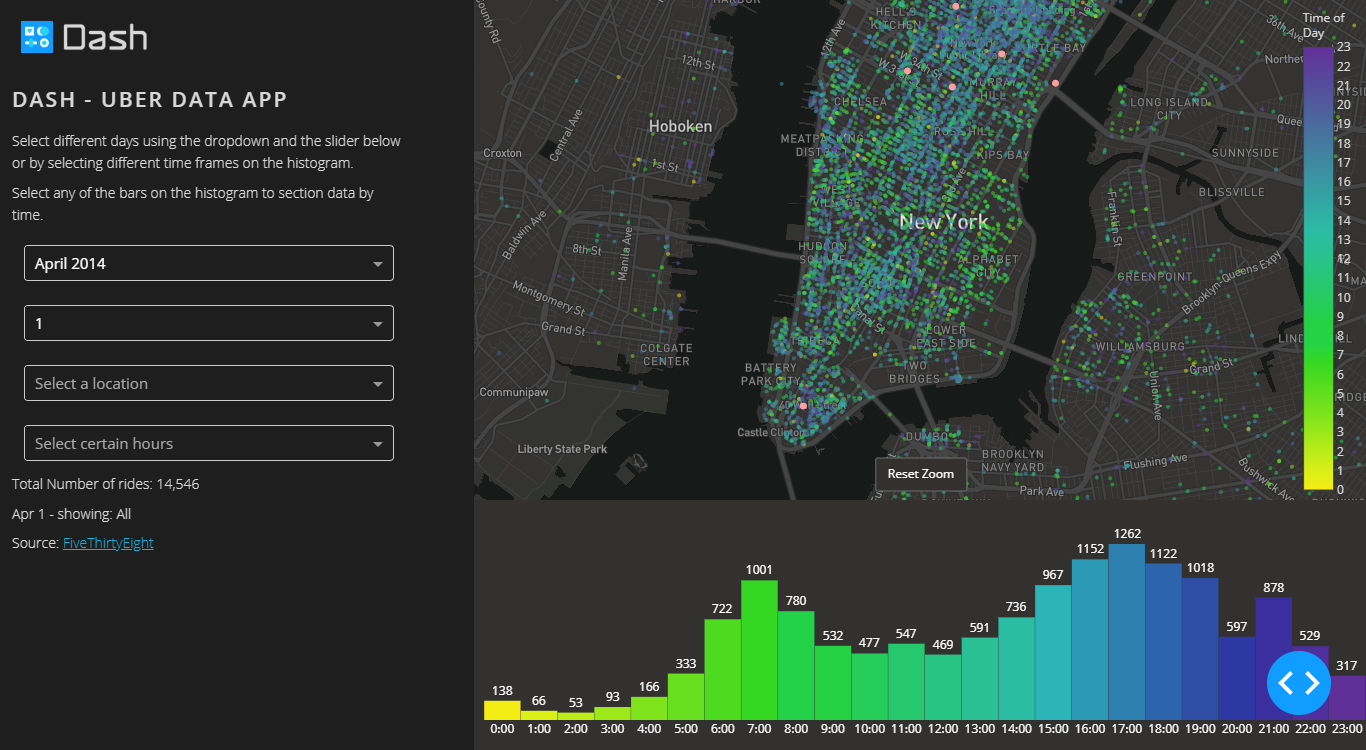 Dash
DASH - UBER DATA APP
Select different days using the dropdown and the slider below
or by selecting different time frames on the histogram.
Select any of the bars on the histogram to section data by
time.
April 2014
1
Select a location
Select certain hours
Total Number of rides: 14,546
Apr 1 - showing: All
Source: FiveThirtyEight
County Rd
12th St
HELL'S
KITCHEN
12th Ave
W 34th St
TURTLE BAY
MURRAY
HILL
CHELSEA
Hoboken
Central Ave
Croxton
1st St
MEATPACKING
DISTRICT
ROSE HILL
KIPS BAY
WEST
VILLAGE
New York
Baldwin Ave
8th St
Manila Ave
HUDSON
SQUARE
ALPHABET
CITY
Montgomery St
Grand St
Canal St
TRIBECA
LOWER
EAST SIDE
COLGATE
CENTER
BATTERY
PARK CITY
TWO
BRIDGES
Communipaw
Castle Clinton
Liberty State Park
DUMBO
BROOKLYN
NAVY YARD
Park Ave
Flushing Ave
Bushwick Ave
36th Ave
LONG ISLAND
CITY
SUNNYSIDE
BLISSVILLE
Franklin St
GREENPOINT
Brooklyn-Queens Expy
WILLIAMSBURG
Grand St
Union Ave
Reset Zoom
Time of
Day
23
22
21
20
19
18
17
16
15
14
13
12
11
10
9
8
7
6
5
4
3
2
1
0
138
66
53
93
166
333
722
1001
780
532
477
547
469
591
736
967
1152
1262
1122
1018
597
878
529
317
0:00 1:00 2:00 3:00 4:00 5:00 6:00 7:00 8:00 9:00 10:00 11:00 12:00 13:00 14:00 15:00 16:00 17:00 18:00 19:00 20:00 21:00 22:00 23:00